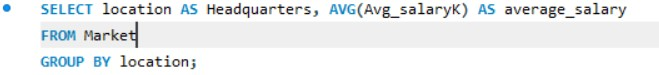 SELECT location AS Headquarters, AVG(Avg_salaryK) AS average_salary
FROM Market
GROUP BY location;